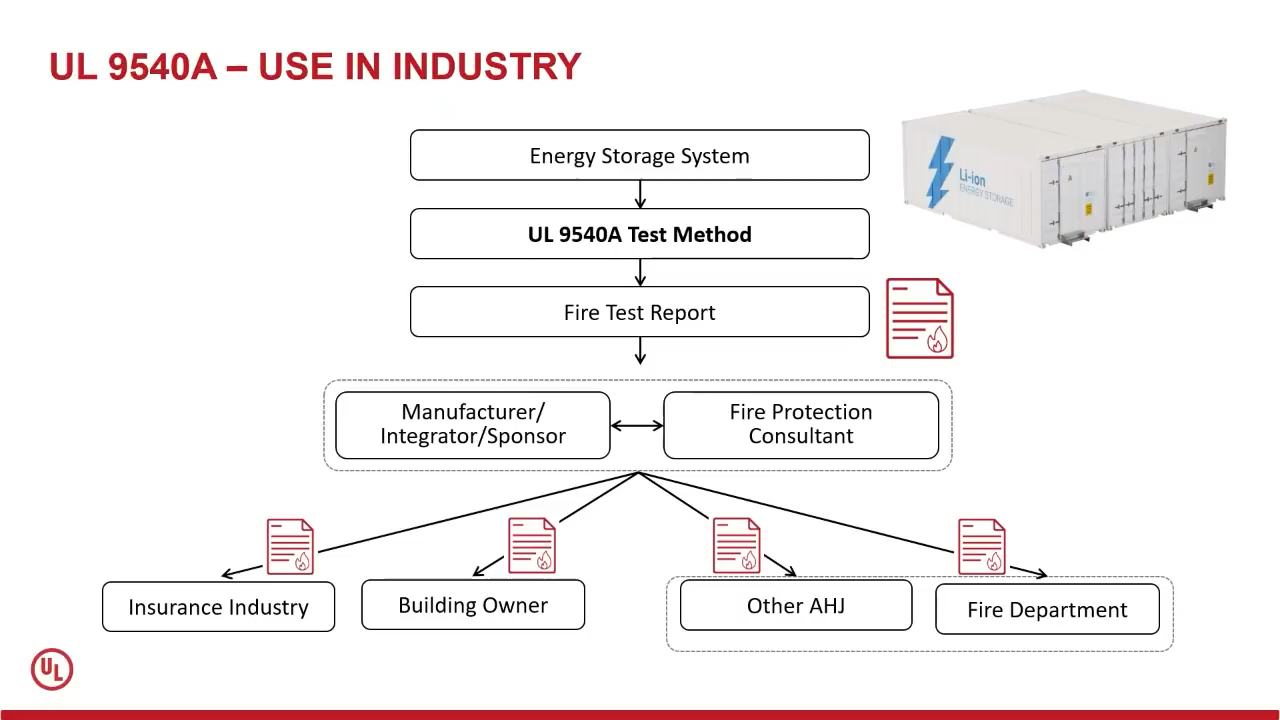 UL 9540A – USE IN INDUSTRY
Energy Storage System
Li-ion
ENERGY STORAGE
UL 9540A Test Method
Fire Test Report
Manufacturer/
Integrator/Sponsor
Fire Protection
Consultant
Insurance Industry
Building Owner
Other AHJ
Fire Department
UL